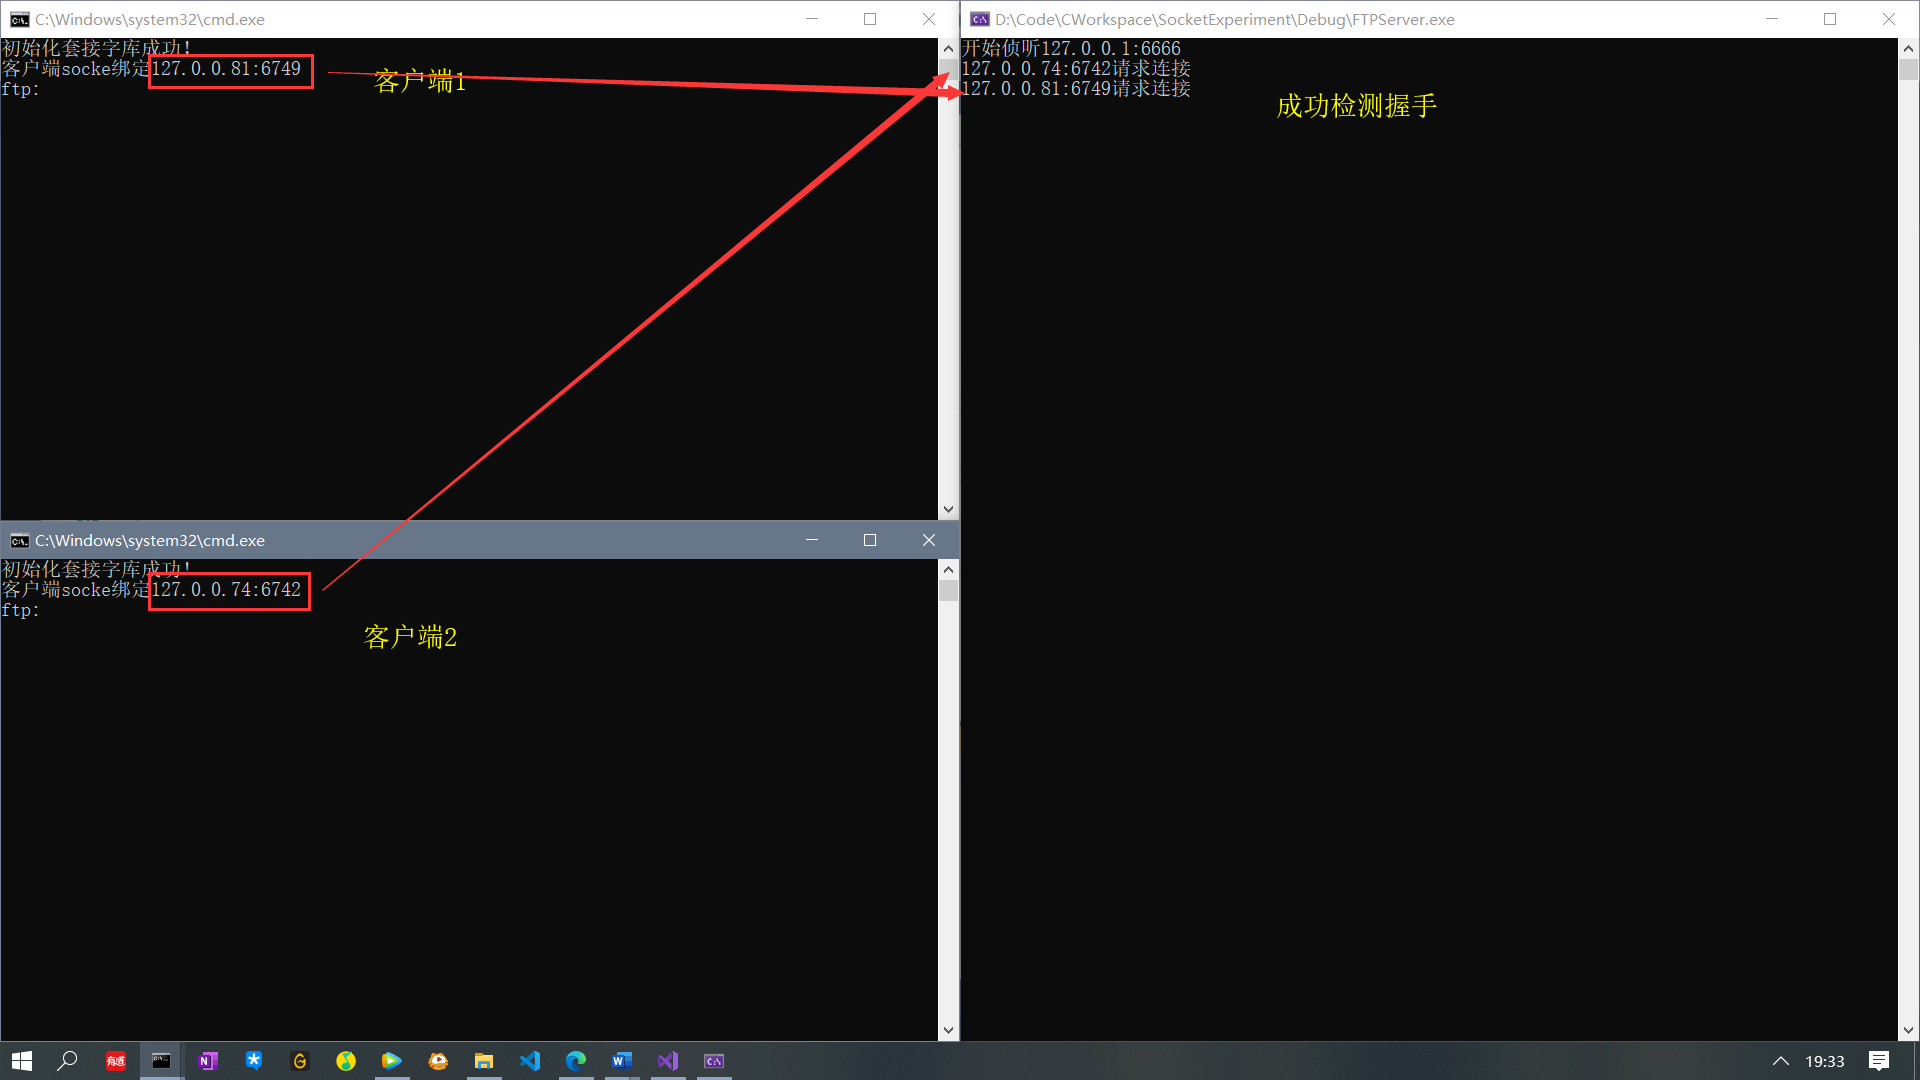 C:\Windows\system32\cmd.exe
初始化套接字库成功!
客户端socke绑定127.0.0.81:6749
ftp:
客户端1
D:\Code\CWorkspace\SocketExperiment\Debug\FTPServer.exe
开始侦听127.0.0.1:6666
127.0.0.74:6742请求连接
127.0.0.81:6749请求连接
成功检测握手
C:\Windows\system32\cmd.exe
初始化套接字库成功!
客户端socke绑定127.0.0.74:6742
ftp:
客户端2
有道
19:33